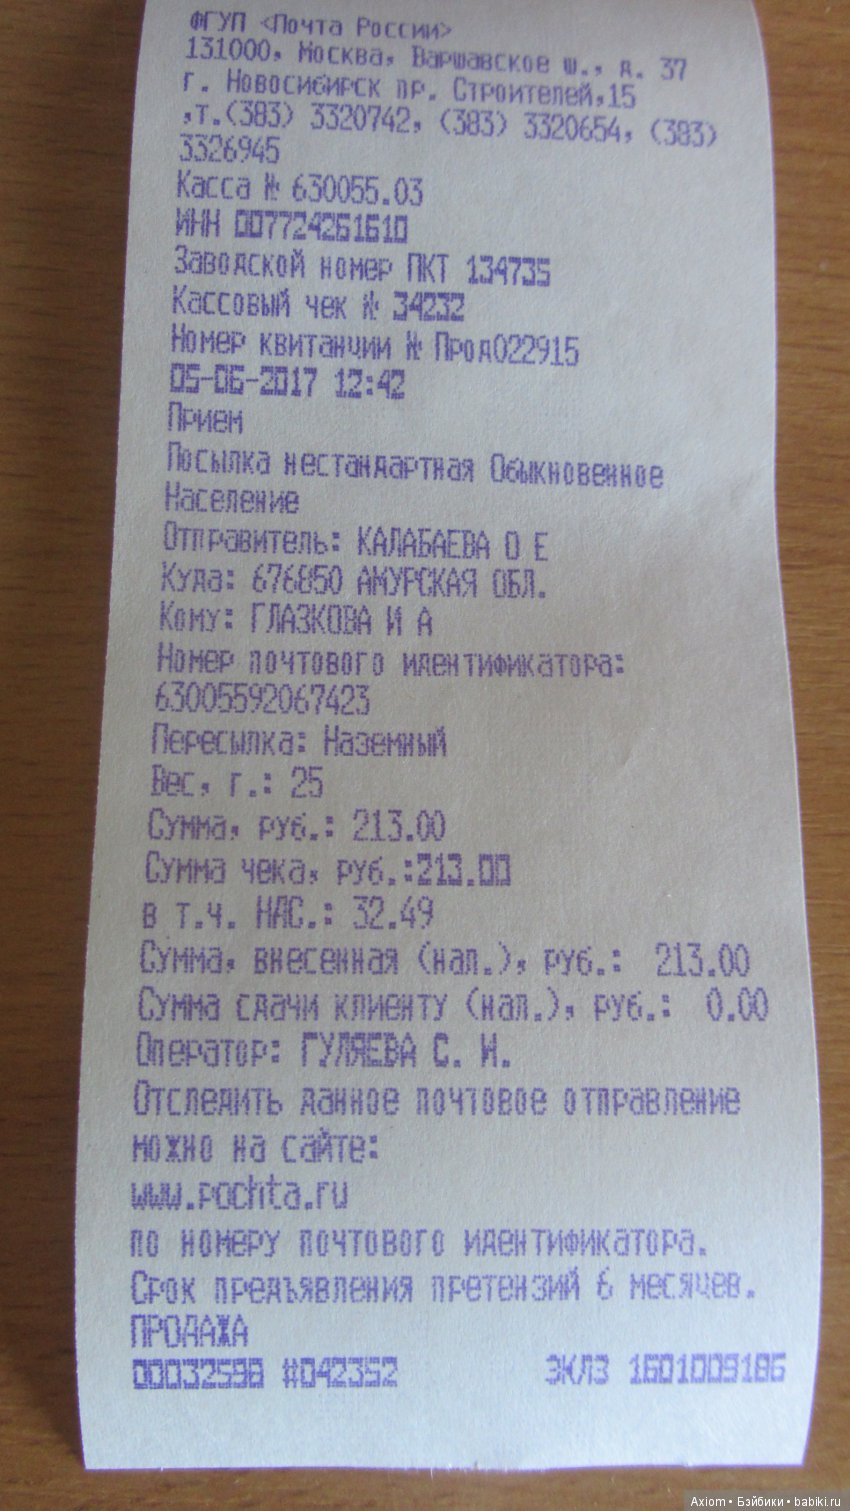 ФГУП <Почта России>
131000, Москва, Варшавское ш., д. 37
г. Новосибирск пр. Строителей,15
,т.(383) 3320742, (383) 3320654, (383)
3326945
Касса № 630055.03
ИНН 007724261610
Заводской номер ПКТ 134735
Кассовый чек № 34232
Номер квитанции № Прод022915
05-06-2017 12:42
Прием
Посылка нестандартная Обыкновенное
Население
Отправитель: КАЛАБАЕВА О Е
Куда: 676850 АМУРСКАЯ ОБЛ.
Кому: ГЛАЗКОВА И А
Номер почтового идентификатора:
63005592067423
Пересылка: Наземный
Вес, г.: 25
Сумма, руб.: 213.00
Сумма чека, руб.:213.00
в т.ч. НДС.: 32.49
Сумма, внесенная (нал.), руб.: 213.00
Сумма сдачи клиенту (нал.), руб.: 0.00
Оператор: ГУЛЯЕВА С. И.
Отследить данное почтовое отправление
можно на сайте:
www.pochta.ru
по номеру почтового идентификатора.
Срок предъявления претензий 6 месяцев.
ПРОДАЖА
00032598 #042352 ЭКЛЗ 1601009186
Axiom • Бэйбики • babiki.ru